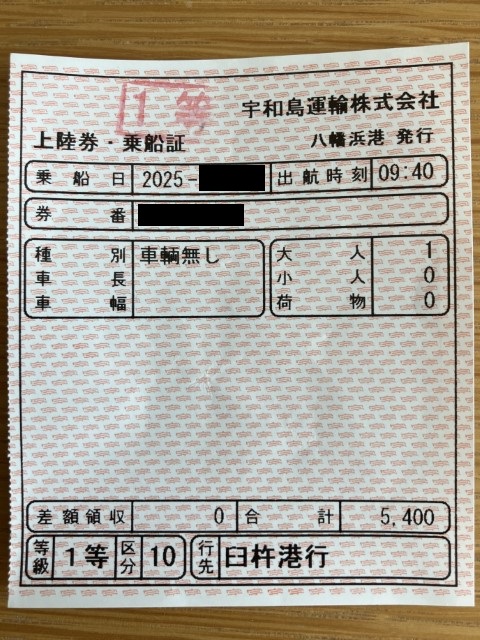 1等
宇和島運輸株式会社
上陸券・乗船証
八幡浜港 発行
乗船日 2025- 出航時刻 09:40
券番
種別 車輌無し 大人 1
車長 小人 0
車幅 荷物 0
差額領収 0 合計 5,400
等級 1等 区分 10 行先 臼杵港行